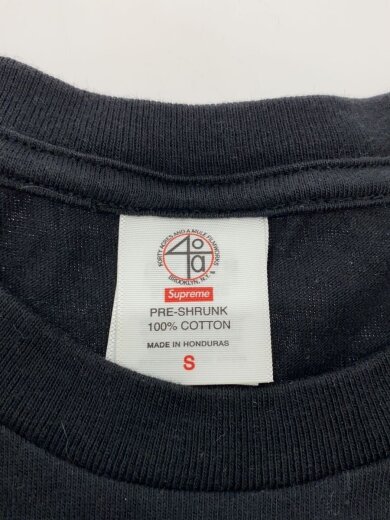 FORTY ACRES AND A MULE FILMWORKS
40a
BROOKLYN, N.Y.
Supreme
PRE-SHRUNK
100% COTTON
MADE IN HONDURAS
S